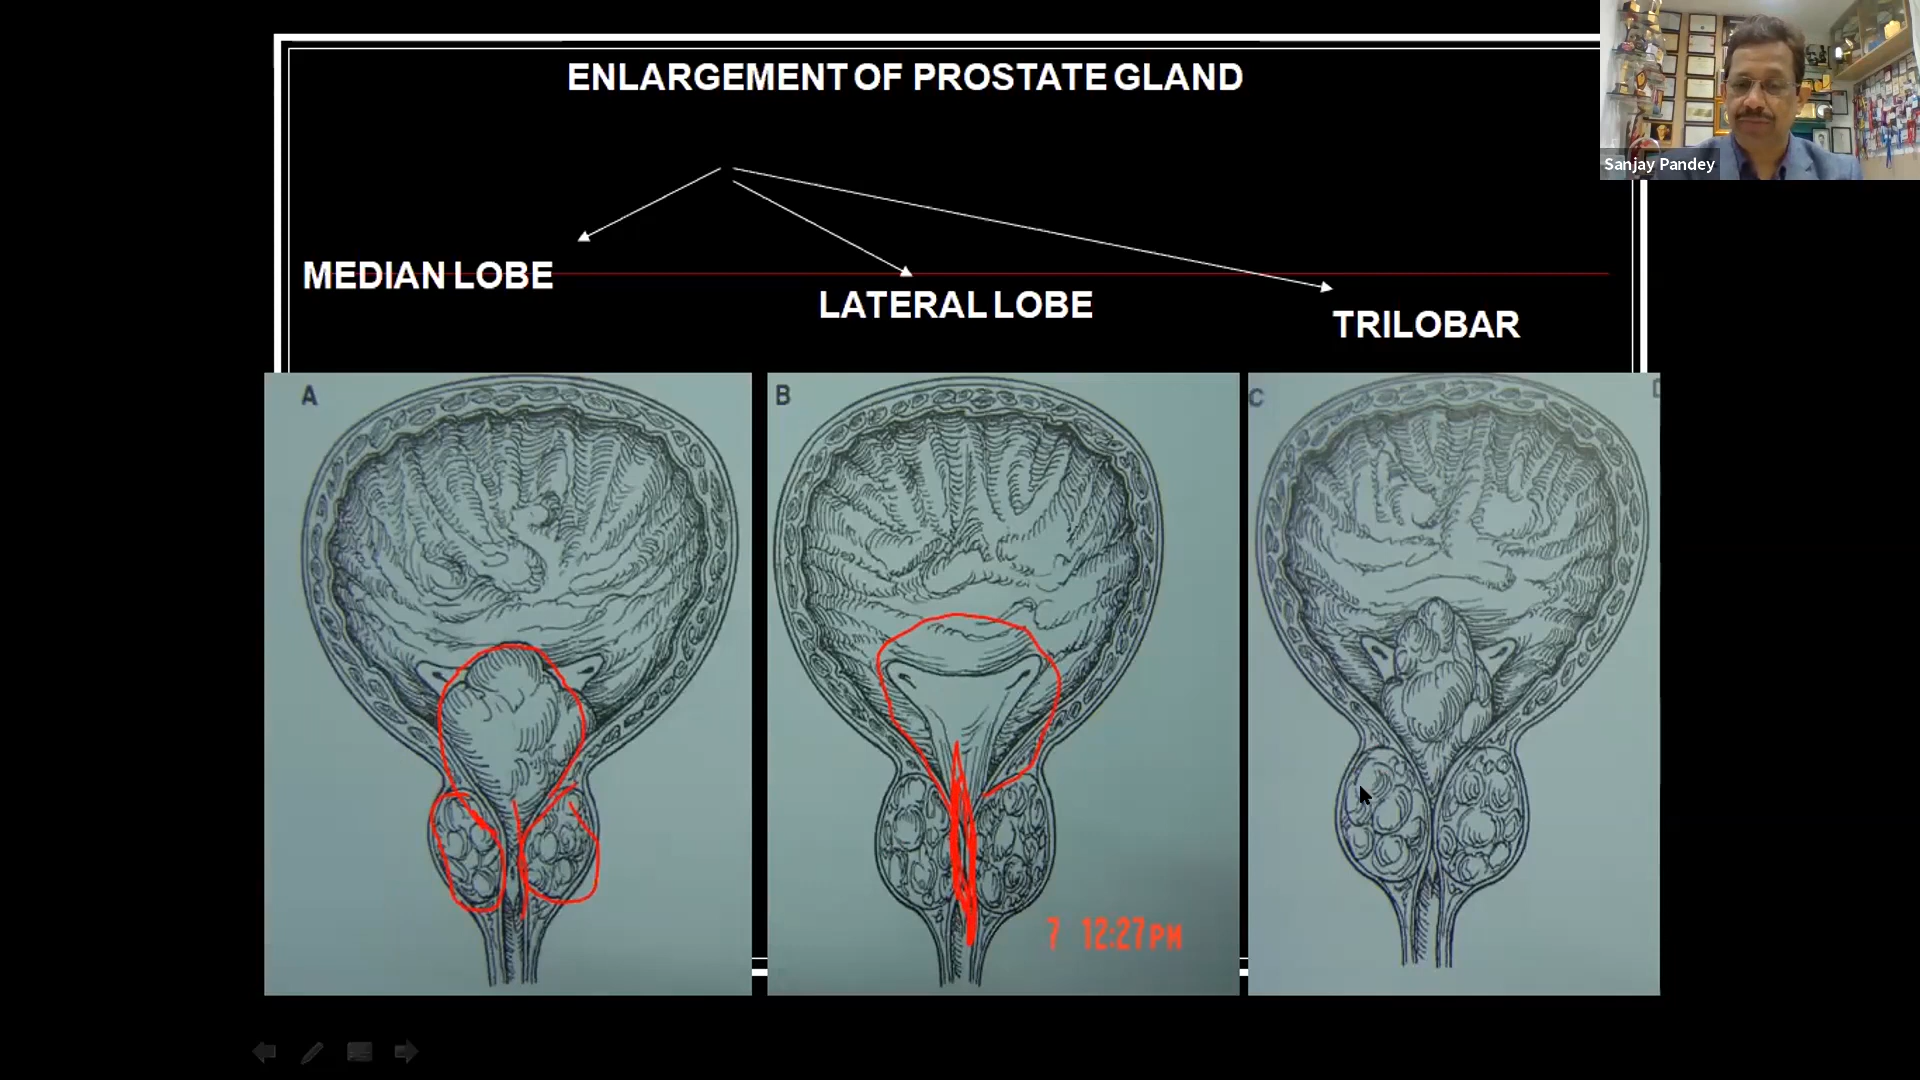 ENLARGEMENT OF PROSTATE GLAND
Sanjay Pandey
MEDIAN LOBE
LATERAL LOBE
TRILOBAR
A
B
C
7 12:27PM